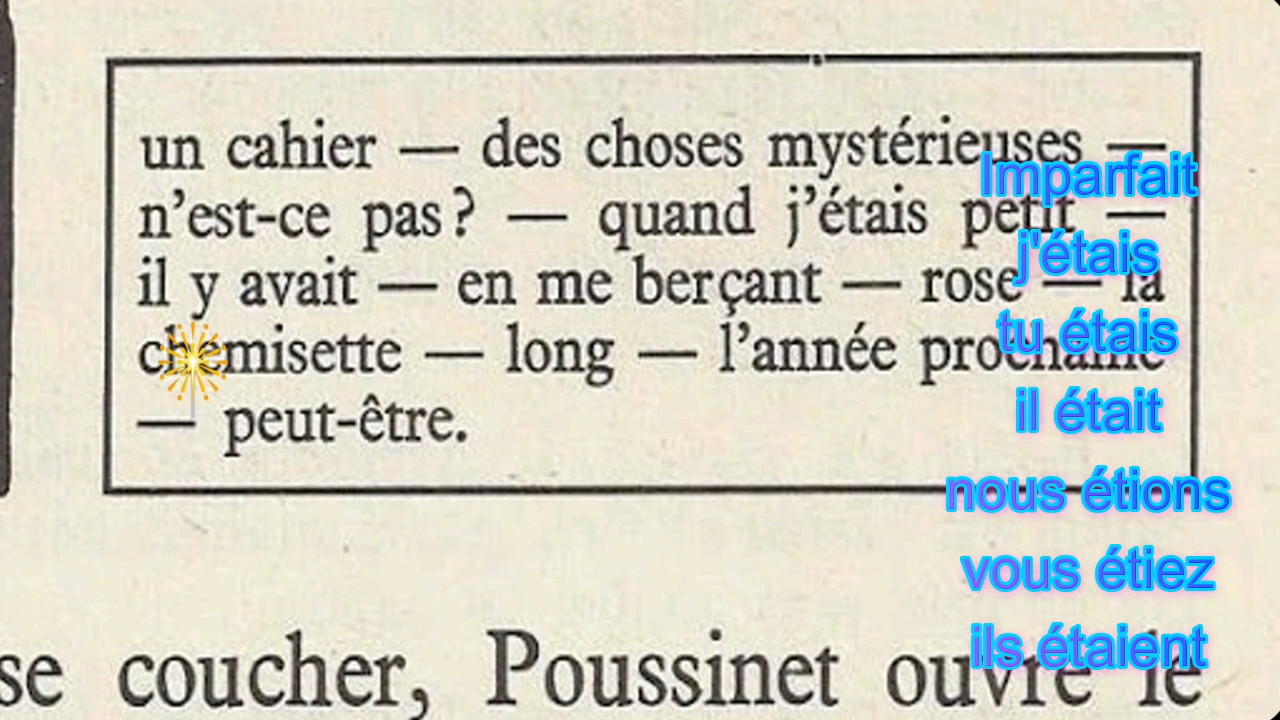 un cahier — des choses mystérieuses —
n'est-ce pas? — quand j'étais petit —
il y avait — en me berçant — rose — la
chemisette — long — l'année prochaine
— peut-être.
Imparfait
j'étais
tu étais
il était
nous étions
vous étiez
ils étaient
se coucher, Poussinet ouvre le